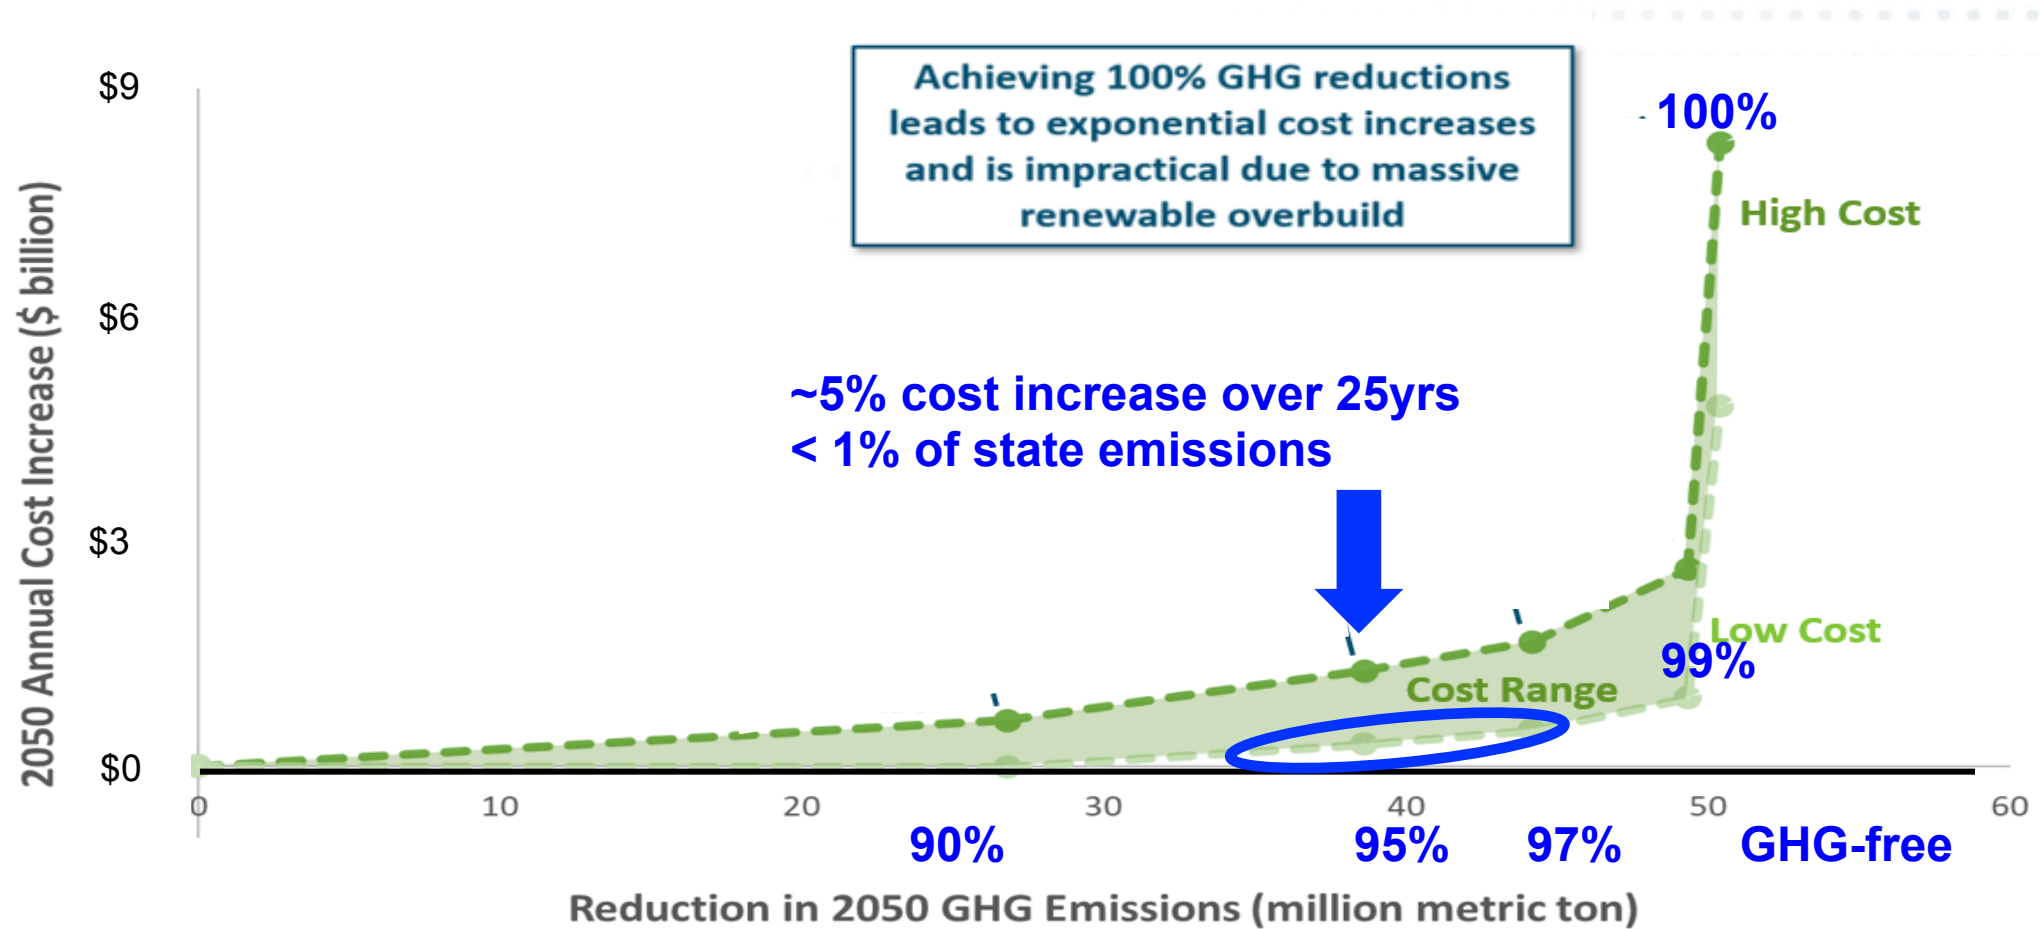 Achieving 100% GHG reductions
leads to exponential cost increases
and is impractical due to massive
renewable overbuild
$9
$6
$3
$0
2050 Annual Cost Increase ($ billion)
100%
High Cost
~5% cost increase over 25yrs
< 1% of state emissions
Low Cost
99%
Cost Range
0 10 20 30 40 50 60
90% 95% 97% GHG-free
Reduction in 2050 GHG Emissions (million metric ton)